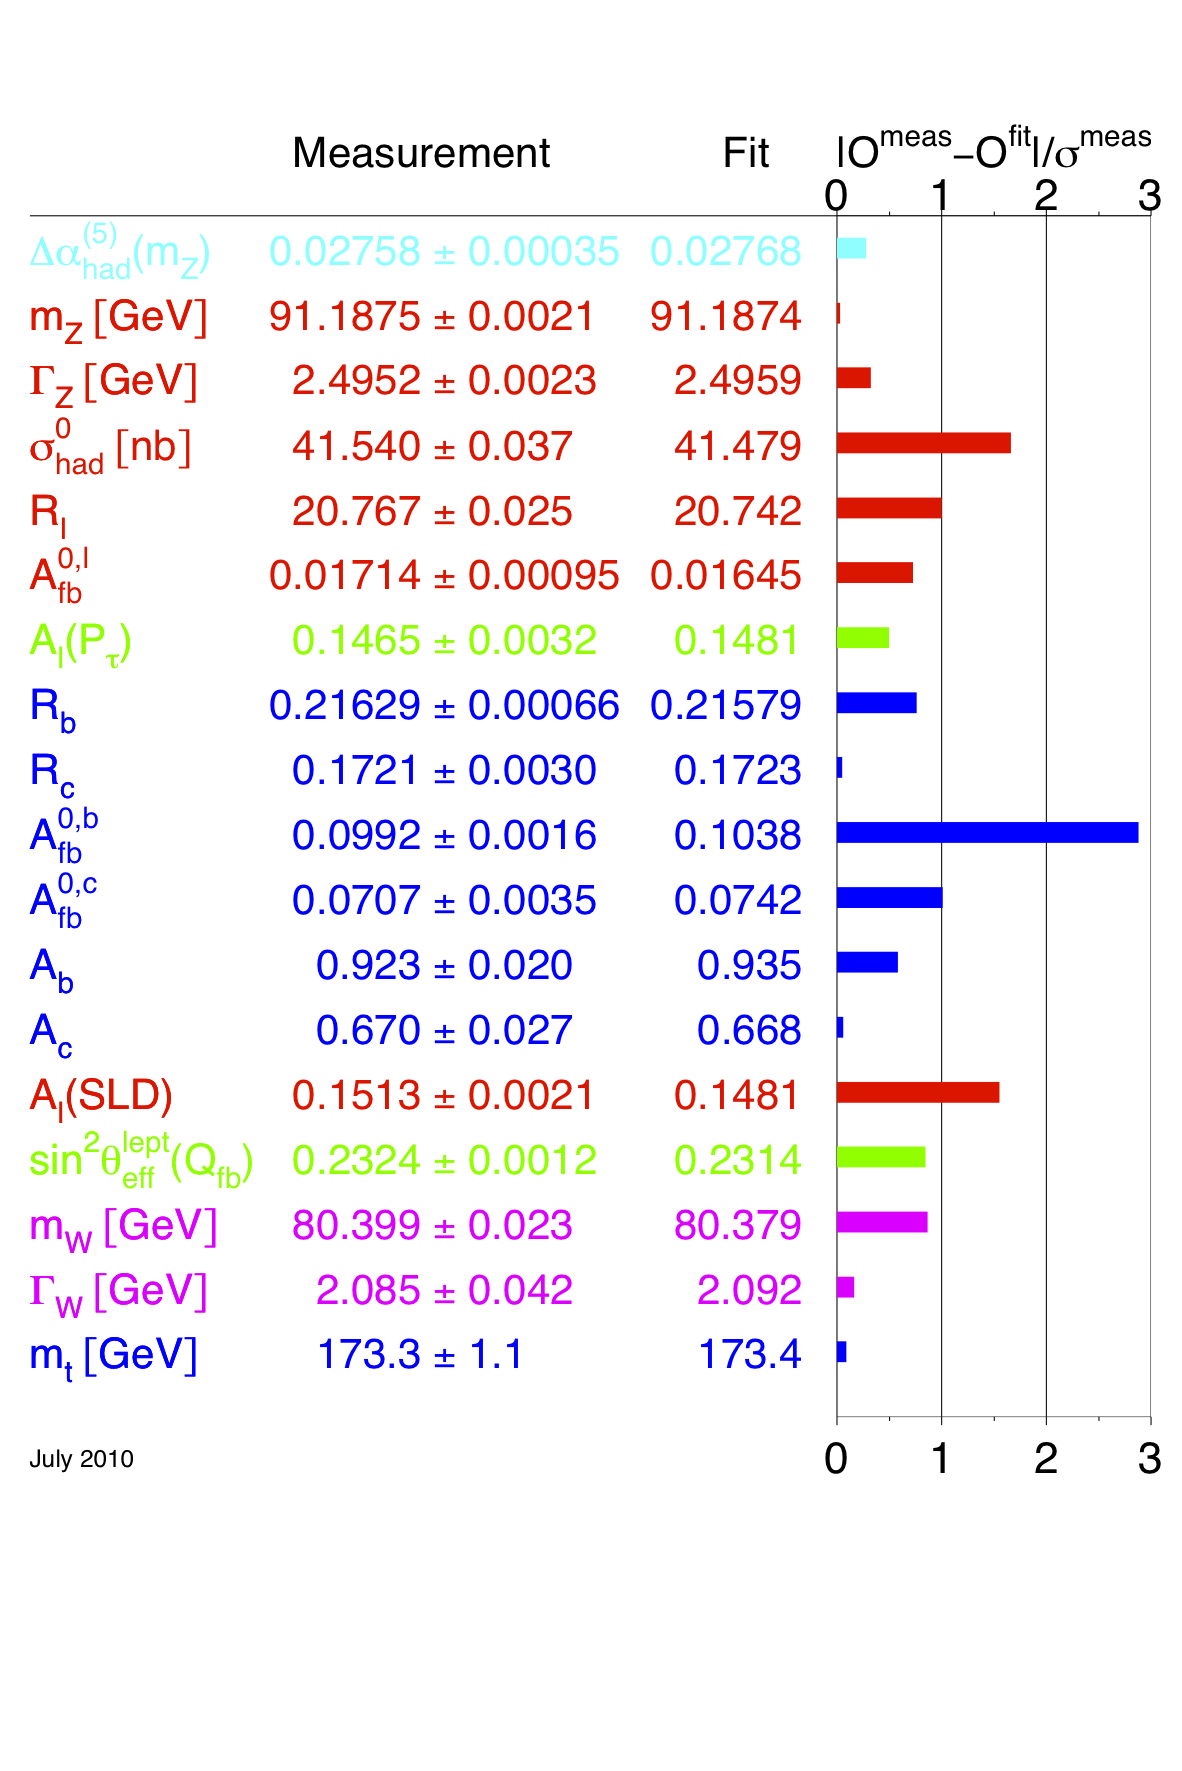 Measurement Fit |O^meas–O^fit|/σ^meas
0 1 2 3
Δα^(5)_had(m_Z) 0.02758 ± 0.00035 0.02768
m_Z [GeV] 91.1875 ± 0.0021 91.1874
Γ_Z [GeV] 2.4952 ± 0.0023 2.4959
σ^0_had [nb] 41.540 ± 0.037 41.479
R_l 20.767 ± 0.025 20.742
A^0,l_fb 0.01714 ± 0.00095 0.01645
A_l(P_τ) 0.1465 ± 0.0032 0.1481
R_b 0.21629 ± 0.00066 0.21579
R_c 0.1721 ± 0.0030 0.1723
A^0,b_fb 0.0992 ± 0.0016 0.1038
A^0,c_fb 0.0707 ± 0.0035 0.0742
A_b 0.923 ± 0.020 0.935
A_c 0.670 ± 0.027 0.668
A_l(SLD) 0.1513 ± 0.0021 0.1481
sin^2θ^lept_eff(Q_fb) 0.2324 ± 0.0012 0.2314
m_W [GeV] 80.399 ± 0.023 80.379
Γ_W [GeV] 2.085 ± 0.042 2.092
m_t [GeV] 173.3 ± 1.1 173.4
0 1 2 3
July 2010